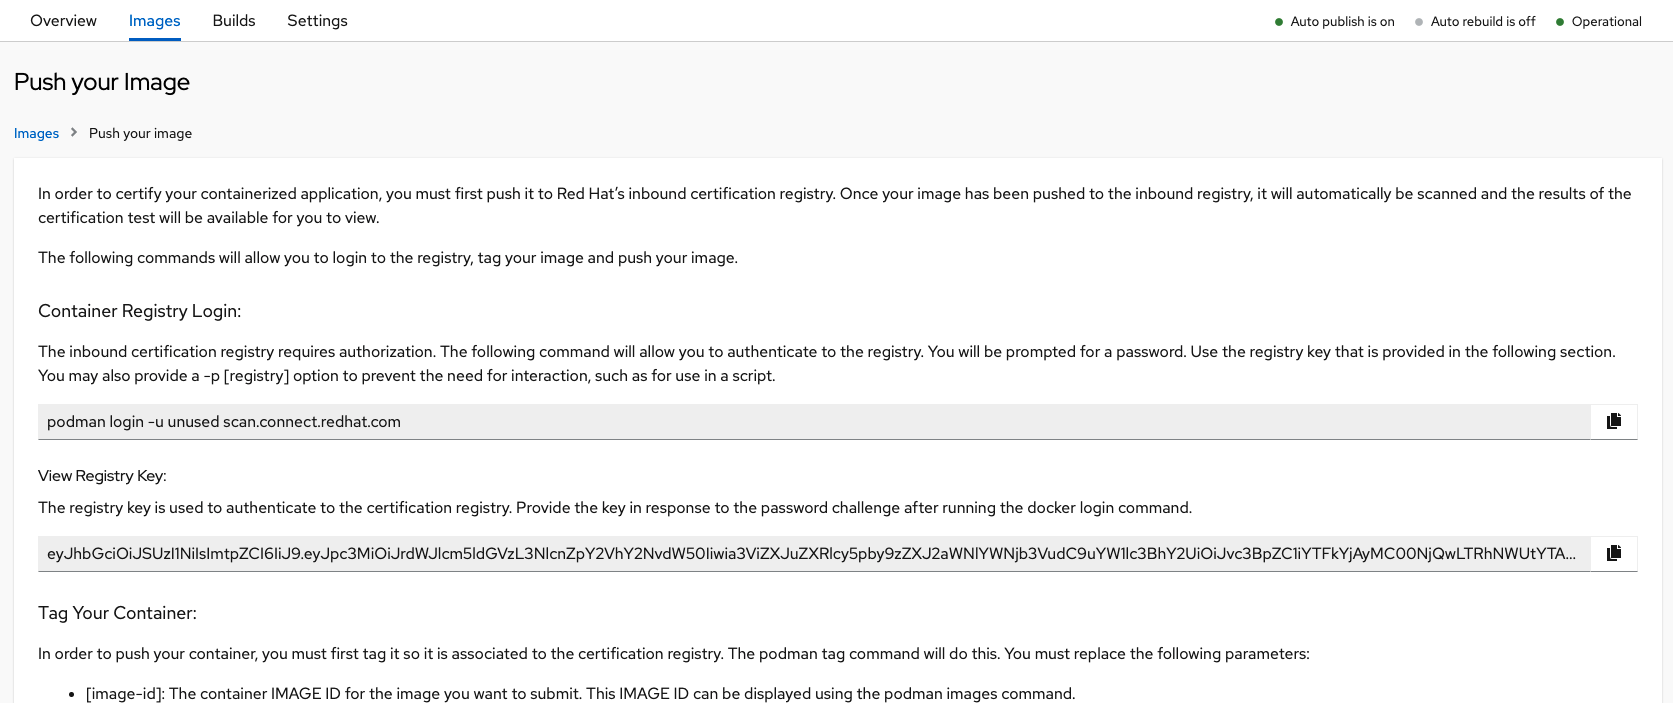 Overview Images Builds Settings Auto publish is on Auto rebuild is off Operational
Push your Image
Images > Push your image
In order to certify your containerized application, you must first push it to Red Hat’s inbound certification registry. Once your image has been pushed to the inbound registry, it will automatically be scanned and the results of the
certification test will be available for you to view.
The following commands will allow you to login to the registry, tag your image and push your image.
Container Registry Login:
The inbound certification registry requires authorization. The following command will allow you to authenticate to the registry. You will be prompted for a password. Use the registry key that is provided in the following section.
You may also provide a -p [registry] option to prevent the need for interaction, such as for use in a script.
podman login -u unused scan.connect.redhat.com
View Registry Key:
The registry key is used to authenticate to the certification registry. Provide the key in response to the password challenge after running the docker login command.
eyJhbGciOiJSUzI1NiIsImtpZCI6IiJ9.eyJpc3MiOiJrdWJlcm5ldGVzL3NlcnZpY2VhY2NvdW50Iiwia3ViZXJuZXRlcy5pby9zZXJ2aWNlYWNjb3VudC9uYW1lc3BhY2UiOiJvc3BpZC1iYTFkYjAyMC00NjQwLTRhNWUtYTA...
Tag Your Container:
In order to push your container, you must first tag it so it is associated to the certification registry. The podman tag command will do this. You must replace the following parameters:
• [image-id]: The container IMAGE ID for the image you want to submit. This IMAGE ID can be displayed using the podman images command.